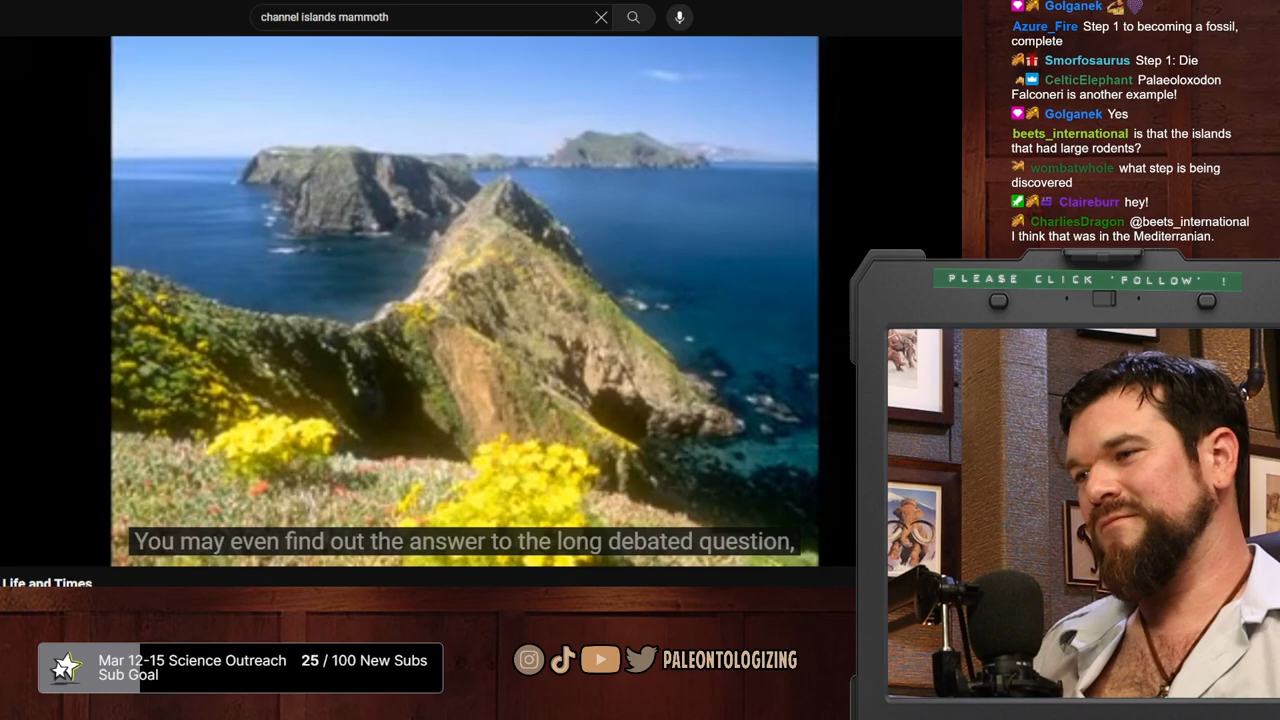 channel islands mammoth
Golganek
Azure_Fire Step 1 to becoming a fossil,
complete
Smorfosaurus Step 1: Die
CelticElephant Palaeoloxodon
Falconeri is another example!
Golganek Yes
beets_international is that the islands
that had large rodents?
wombatwhole what step is being
discovered
Claireburr hey!
CharliesDragon @beets_international
I think that was in the Mediterranean.
PLEASE CLICK 'FOLLOW' !
You may even find out the answer to the long debated question,
Life and Times
Mar 12-15 Science Outreach 25 / 100 New Subs
Sub Goal
PALEONTOLOGIZING